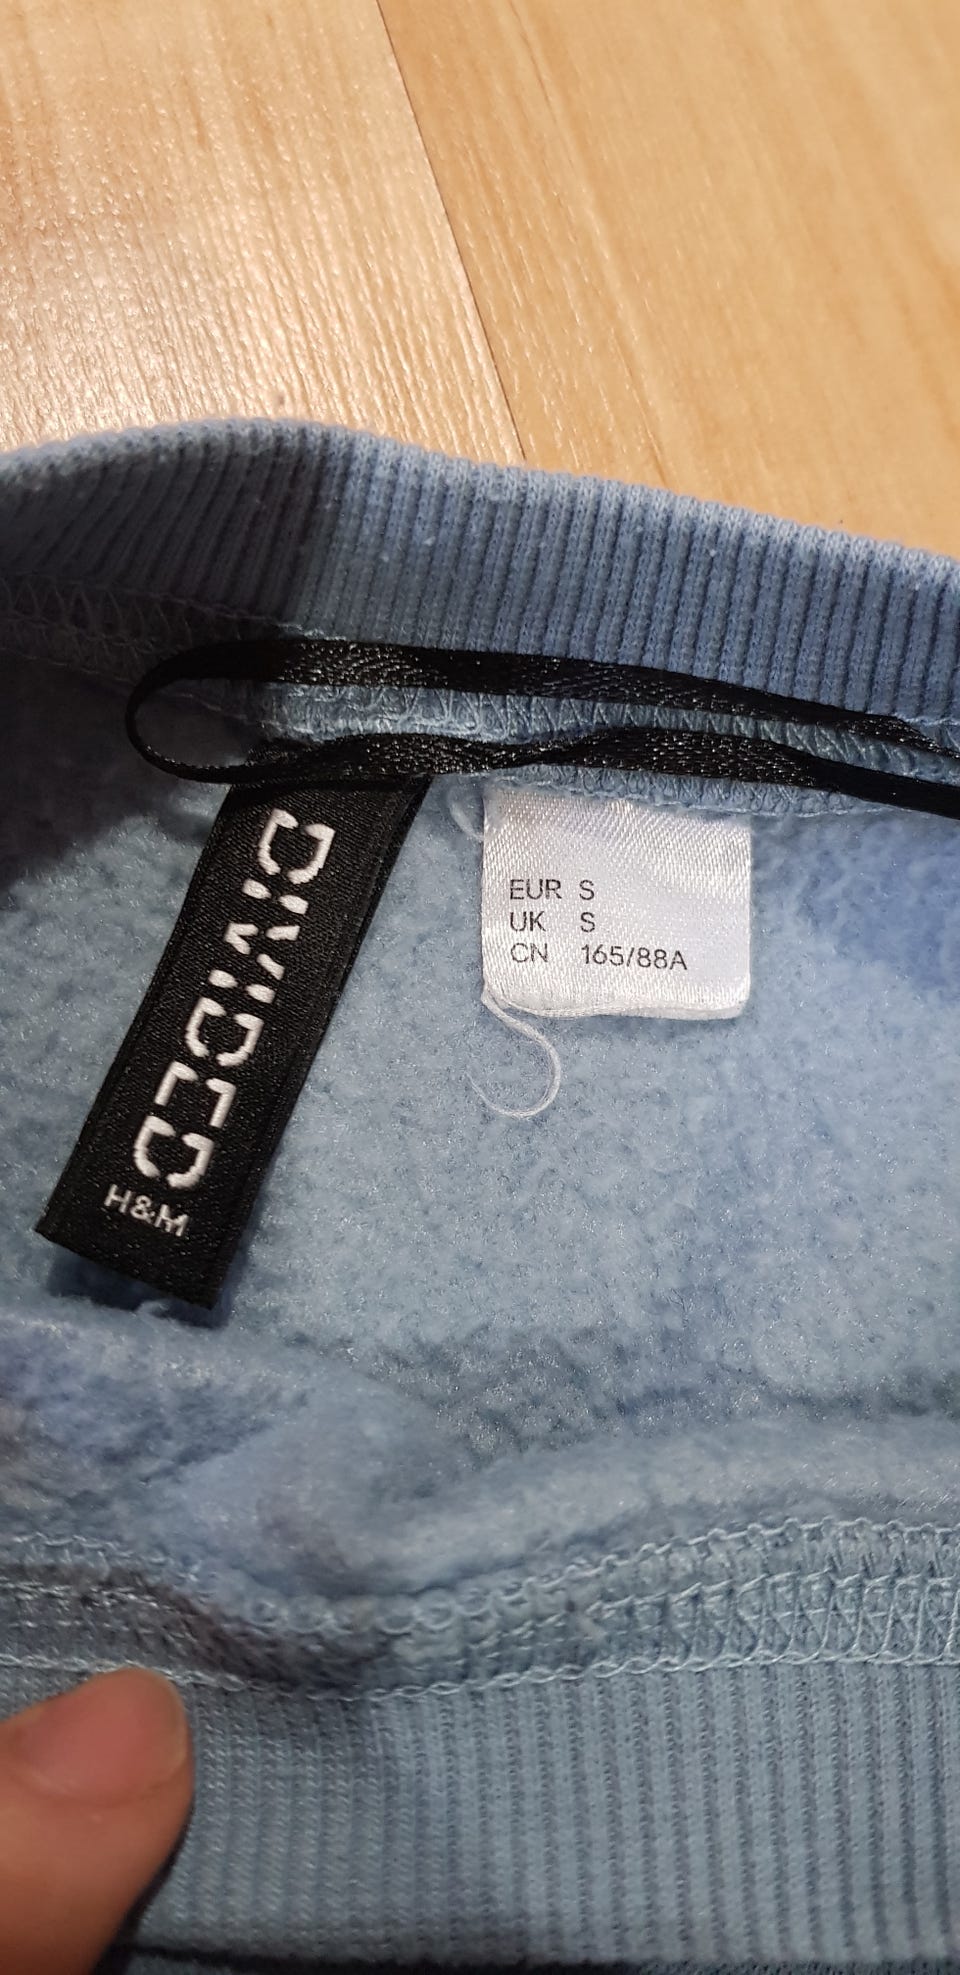 DIVIDED
H&M
EUR S
UK S
CN 165/88A